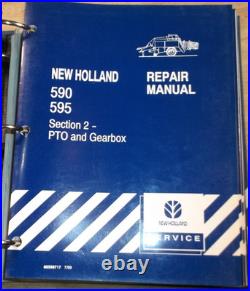 NEW HOLLAND
590
595
Section 2 –
PTO and Gearbox
REPAIR
MANUAL
NEW HOLLAND
SERVICE